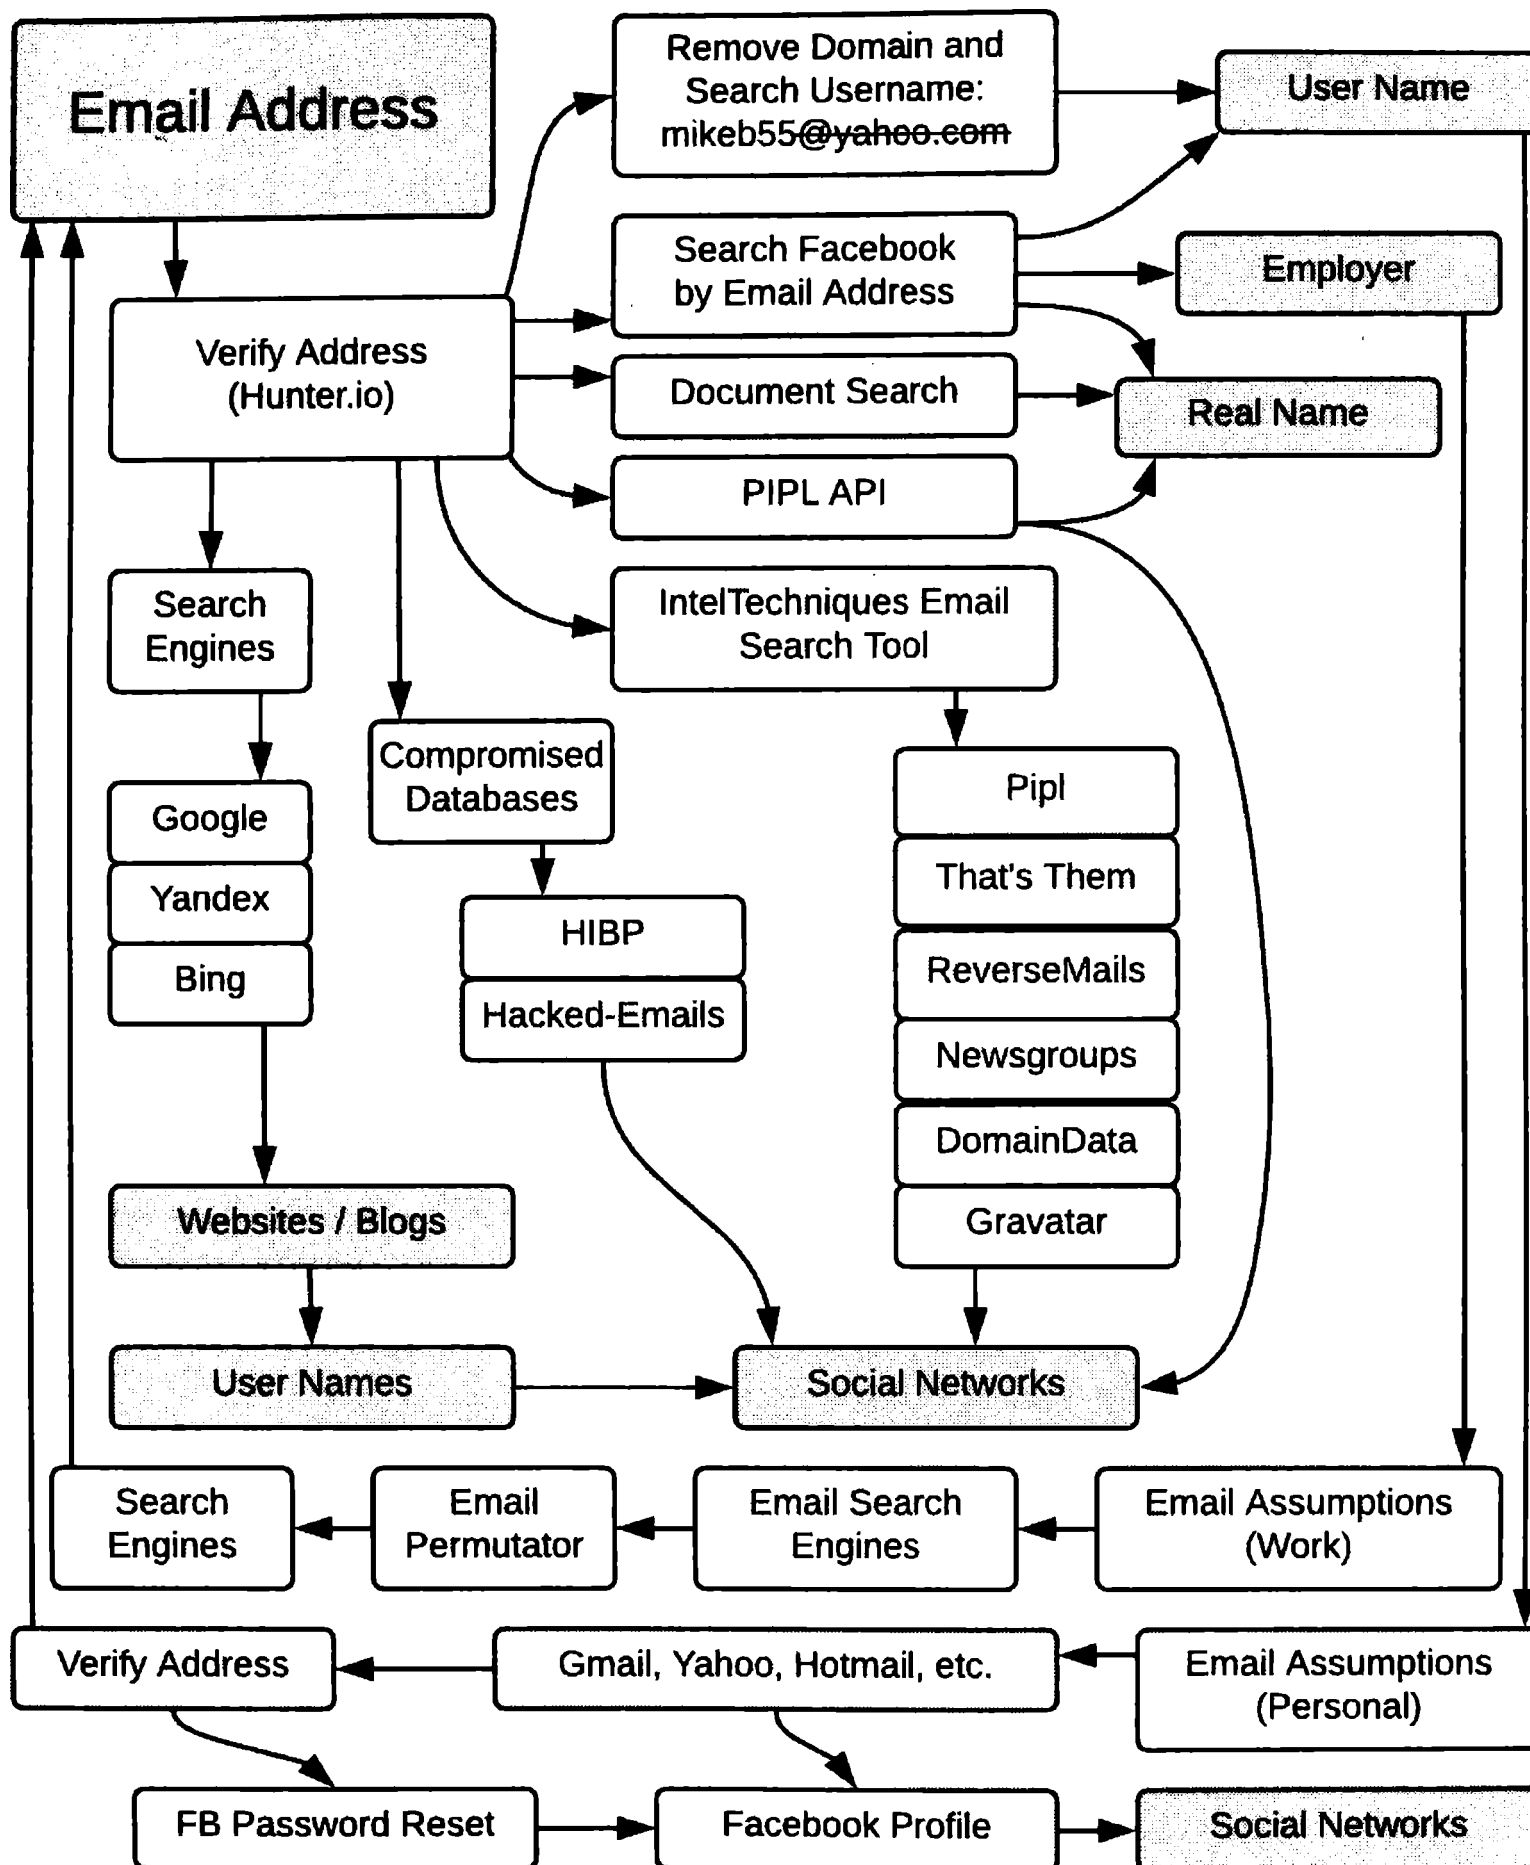 Email Address
Remove Domain and
Search Username:
mikeb55@yahoo.com
User Name
Search Facebook
by Email Address
Employer
Verify Address
(Hunter.io)
Document Search
Real Name
PIPL API
Search
Engines
IntelTechniques Email
Search Tool
Compromised
Databases
Pipl
Google
That's Them
Yandex
HIBP
ReverseMails
Bing
Hacked-Emails
Newsgroups
DomainData
Websites / Blogs
Gravatar
User Names
Social Networks
Search
Engines
Email
Permutator
Email Search
Engines
Email Assumptions
(Work)
Verify Address
Gmail, Yahoo, Hotmail, etc.
Email Assumptions
(Personal)
FB Password Reset
Facebook Profile
Social Networks